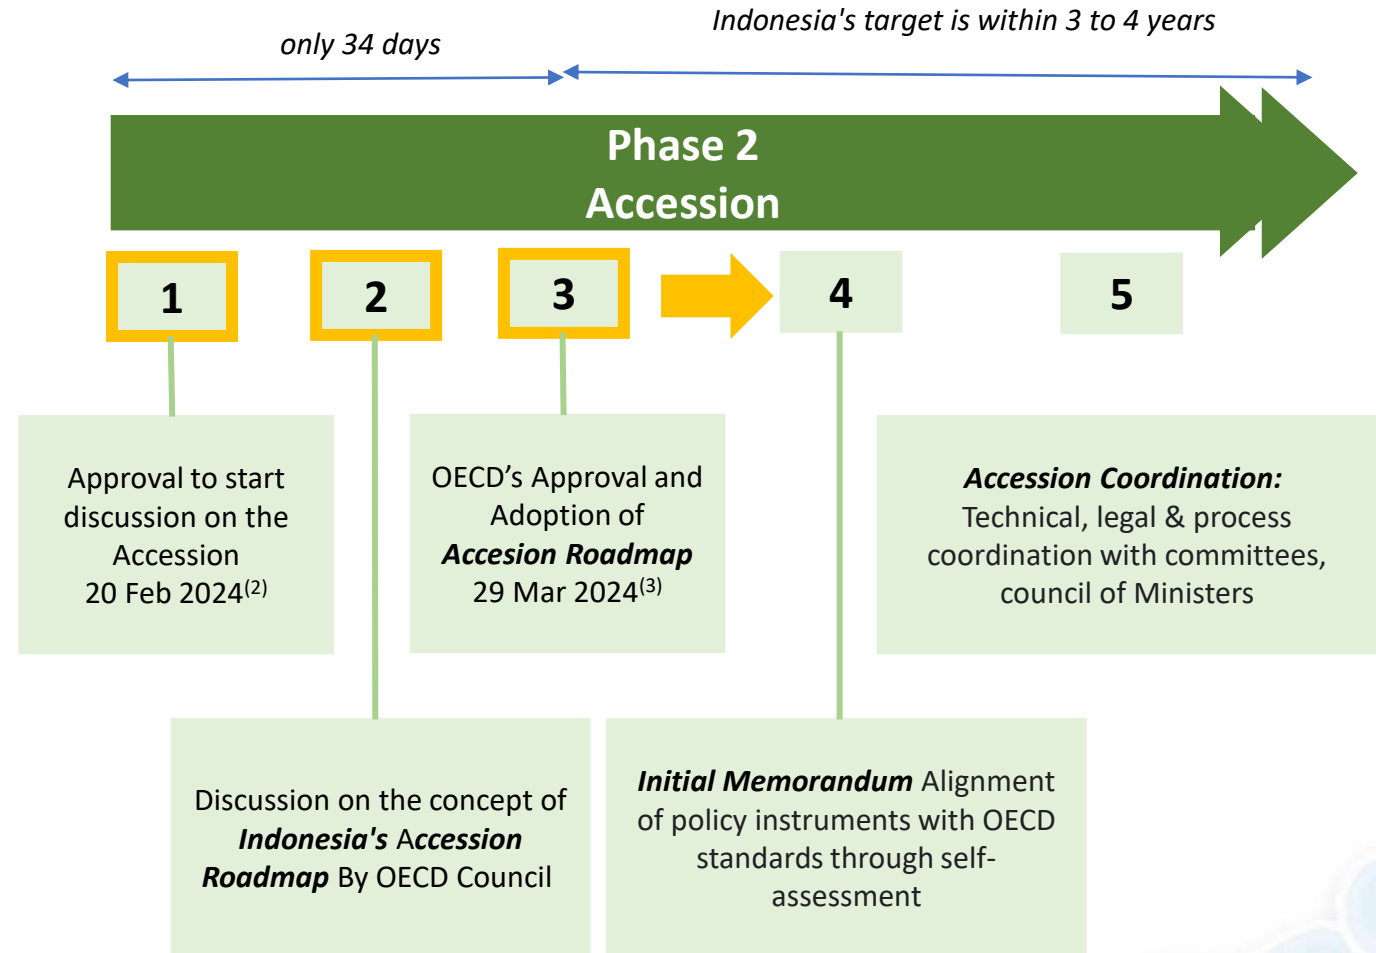 only 34 days
Indonesia's target is within 3 to 4 years
Phase 2
Accession
1
2
3
4
5
Approval to start
discussion on the
Accession
20 Feb 2024(2)
OECD’s Approval and
Adoption of
Accesion Roadmap
29 Mar 2024(3)
Accession Coordination:
Technical, legal & process
coordination with committees,
council of Ministers
Discussion on the concept of
Indonesia's Accession
Roadmap By OECD Council
Initial Memorandum Alignment
of policy instruments with OECD
standards through self-
assessment